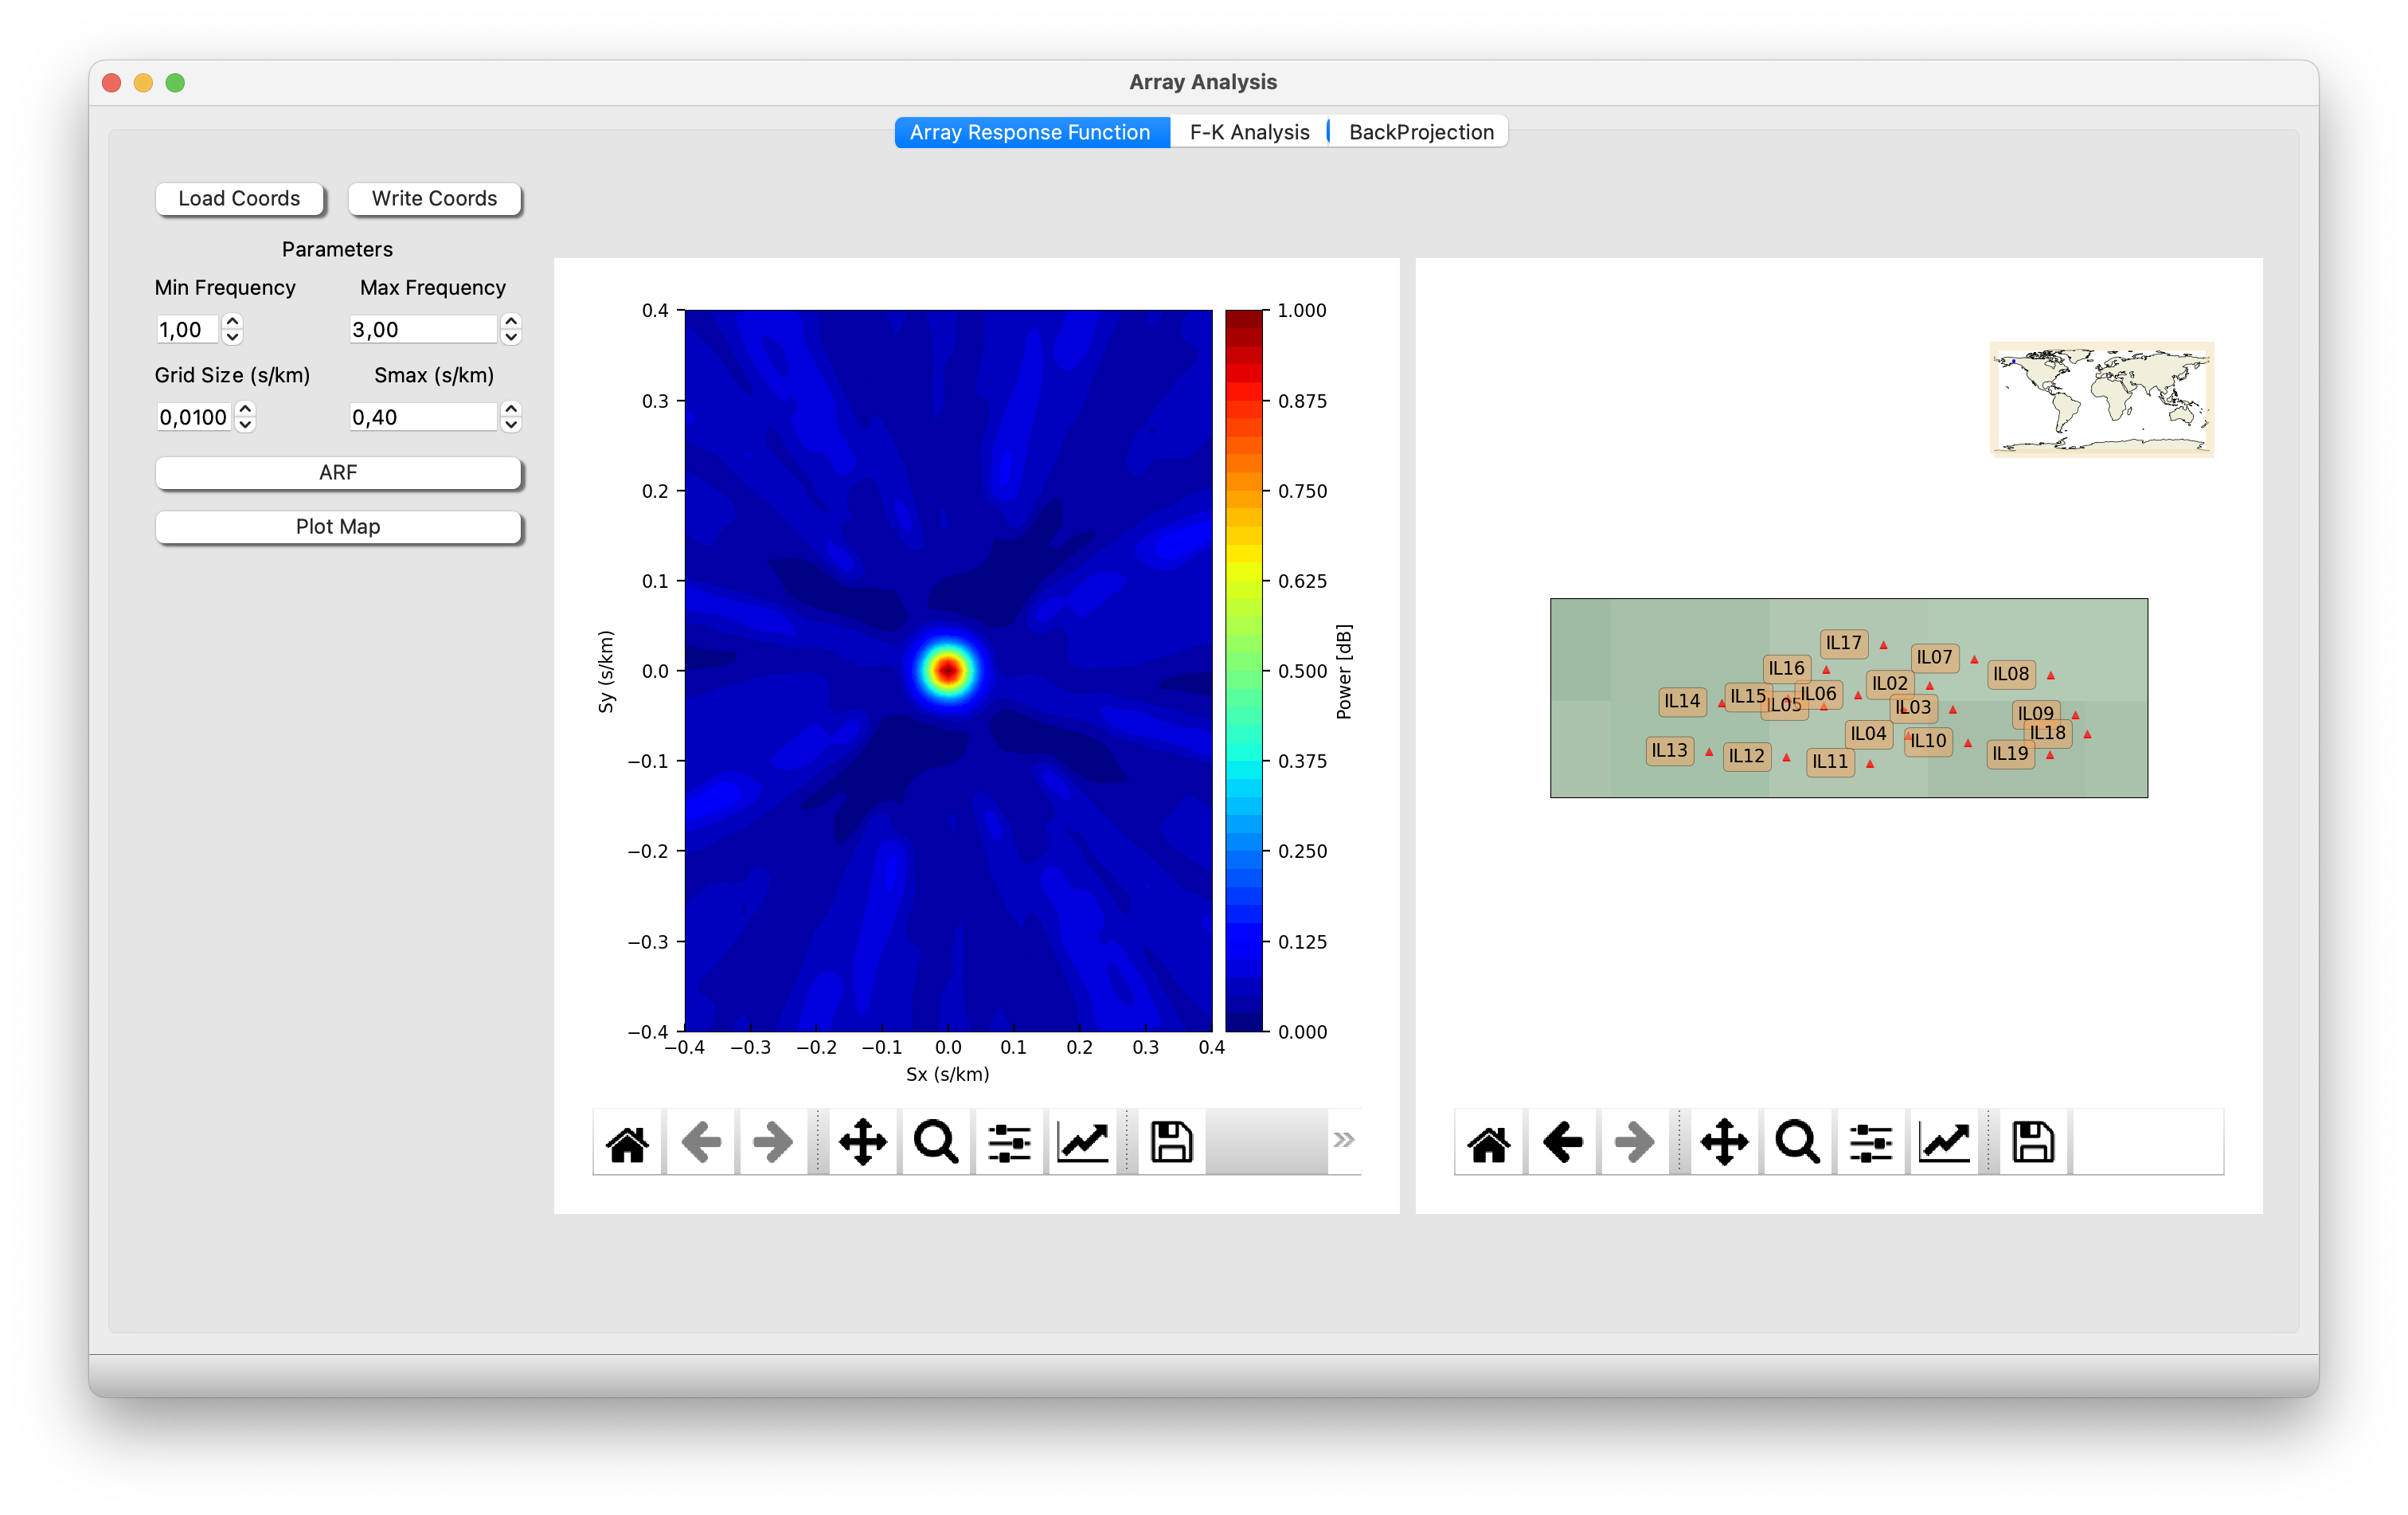 Array Analysis
Array Response Function
F-K Analysis
BackProjection
Load Coords
Write Coords
Parameters
Min Frequency
Max Frequency
1,00
3,00
Grid Size (s/km)
Smax (s/km)
0,0100
0,40
ARF
Plot Map
0.4
0.3
0.2
0.1
0.0
−0.1
−0.2
−0.3
−0.4
Sy (s/km)
−0.4
−0.3
−0.2
−0.1
0.0
0.1
0.2
0.3
0.4
Sx (s/km)
1.000
0.875
0.750
0.625
0.500
0.375
0.250
0.125
0.000
Power [dB]
IL17
IL07
IL16
IL08
IL02
IL14
IL15
IL06
IL05
IL03
IL09
IL04
IL18
IL10
IL13
IL12
IL11
IL19